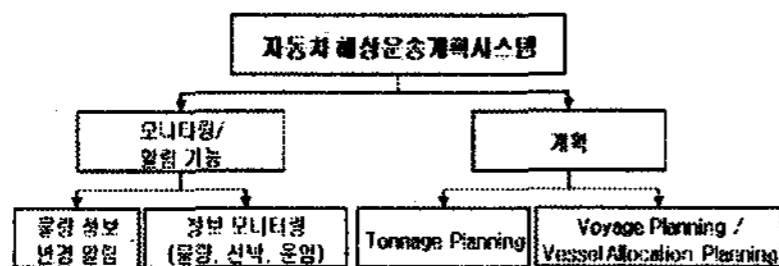 자동차 해상운송계획시스템
모니타링/
알림 기능
계획
물량 정보
변경 알림
정보 모니터링
(물량, 선박, 운임)
Tonnage Planning
Voyage Planning /
Vessel Allocation Planning